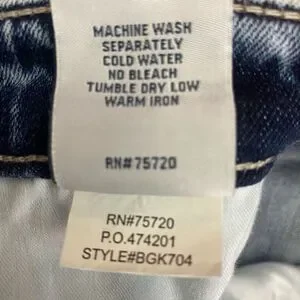 MACHINE WASH
SEPARATELY
COLD WATER
NO BLEACH
TUMBLE DRY LOW
WARM IRON
RN#75720
RN#75720
P.O.474201
STYLE#BGK704